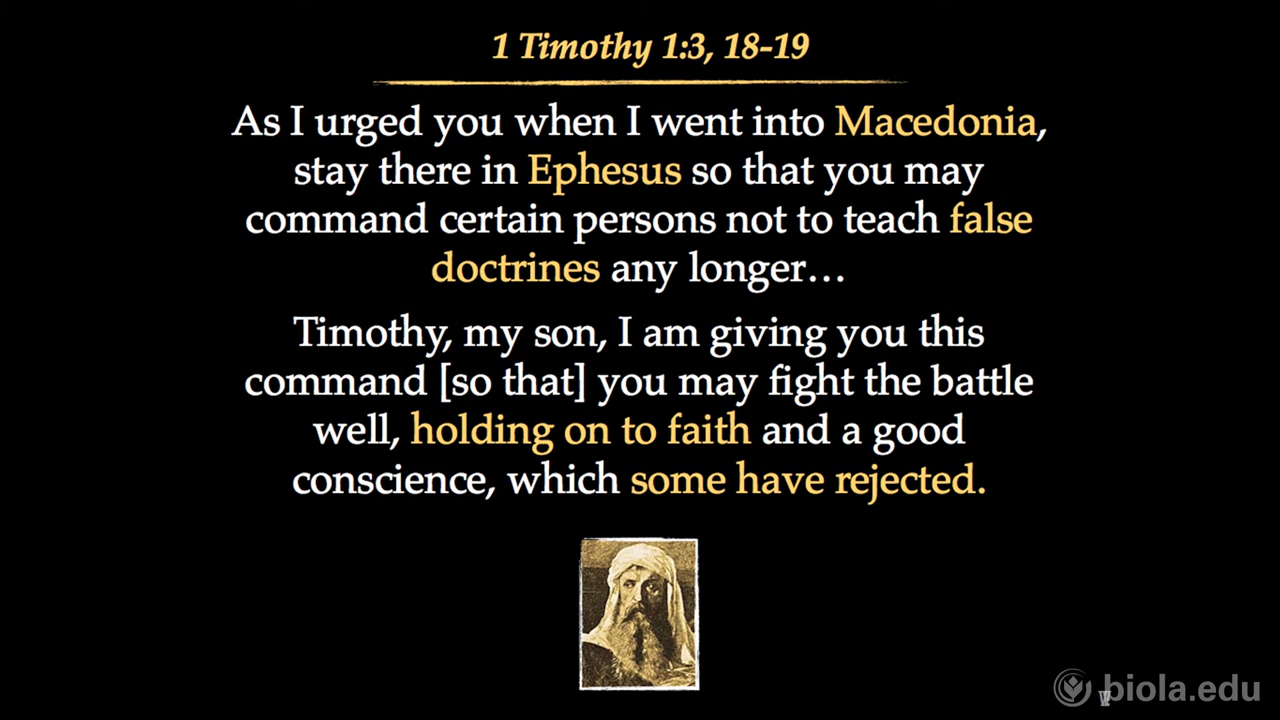 1 Timothy 1:3, 18-19
As I urged you when I went into Macedonia,
stay there in Ephesus so that you may
command certain persons not to teach false
doctrines any longer…
Timothy, my son, I am giving you this
command [so that] you may fight the battle
well, holding on to faith and a good
conscience, which some have rejected.
biola.edu